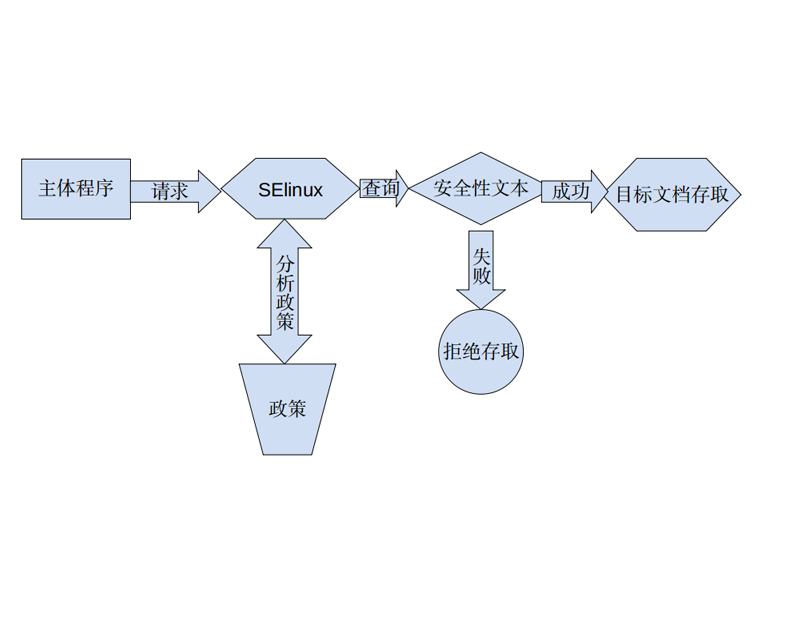 主体程序
请求
SElinux
查询
安全性文本
成功
目标文档存取
分析政策
失败
政策
拒绝存取